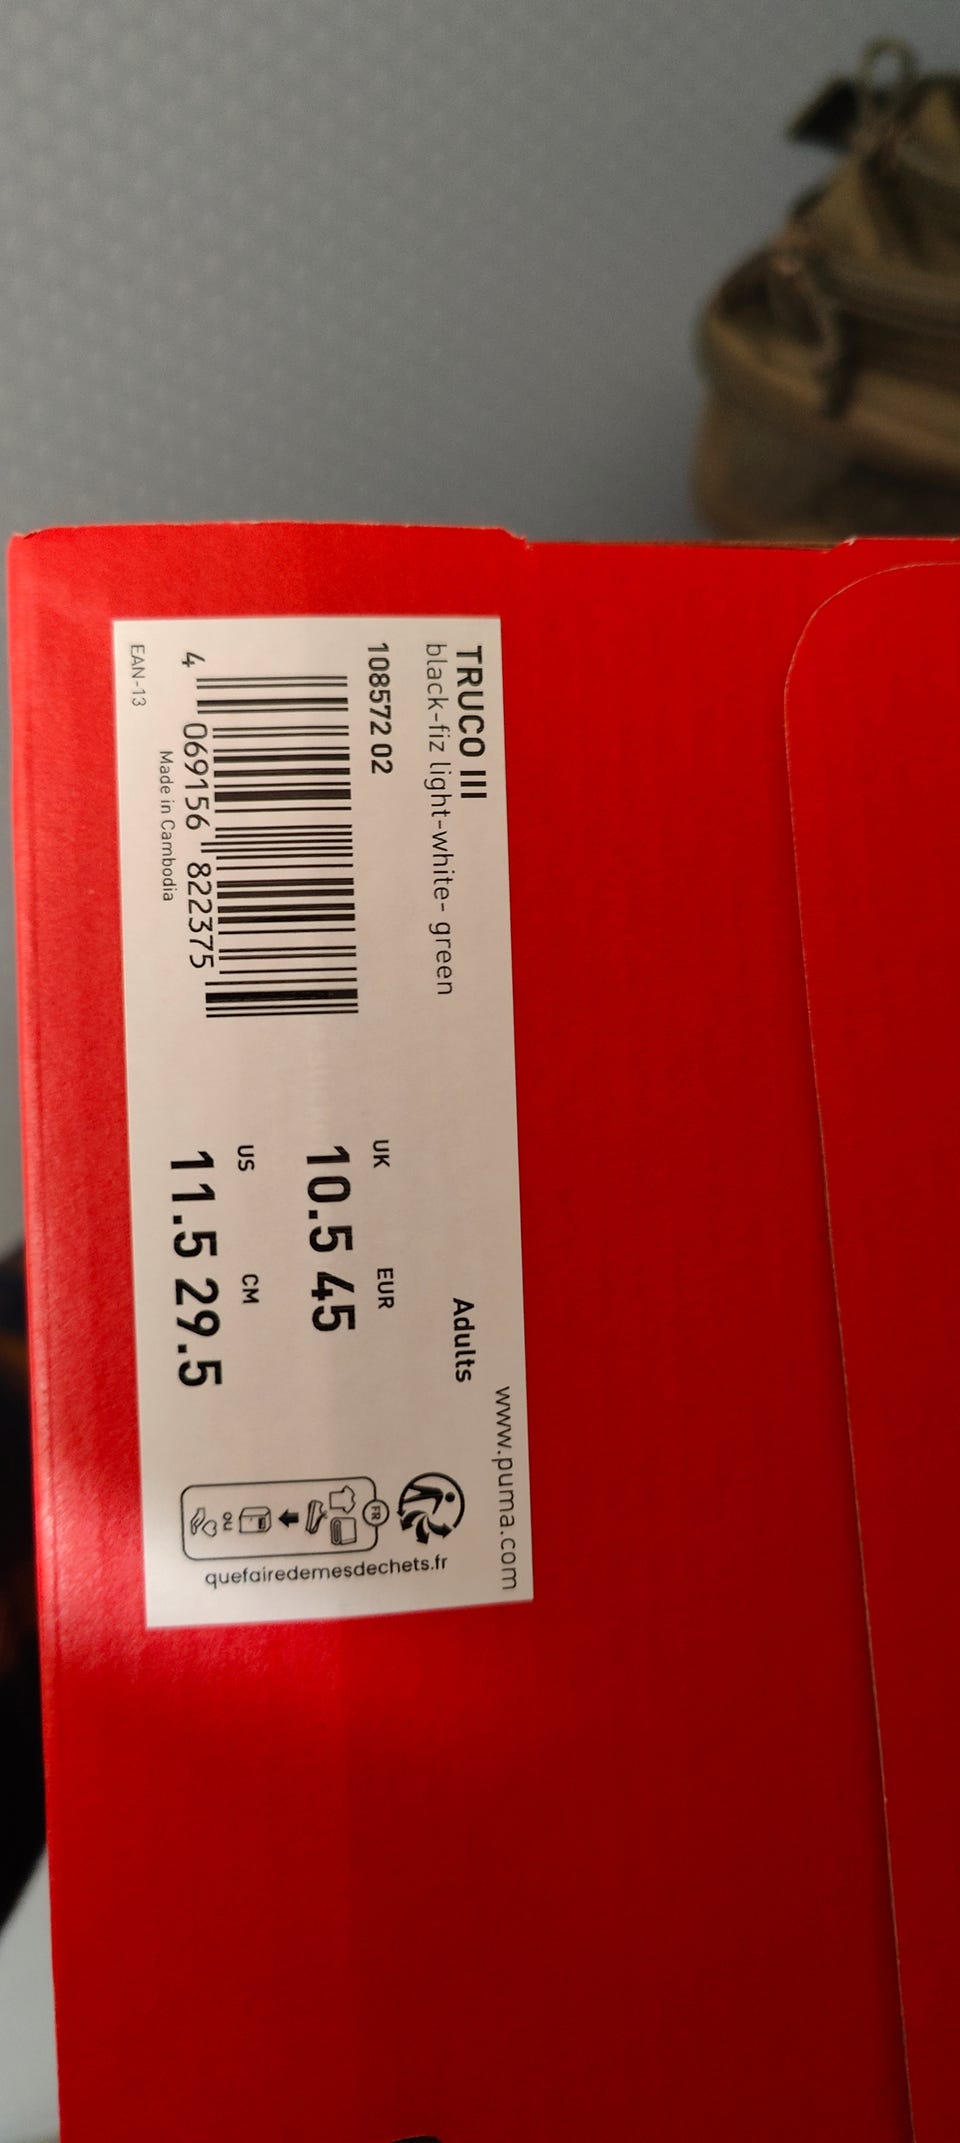 www.puma.com
TRUCO III
black-fiz light-white- green
Adults
108572 02
4 069156 822375
Made in Cambodia
EAN-13
UK EUR
10.5 45
US CM
11.5 29.5
FR
OU
quefairedemesdechets.fr